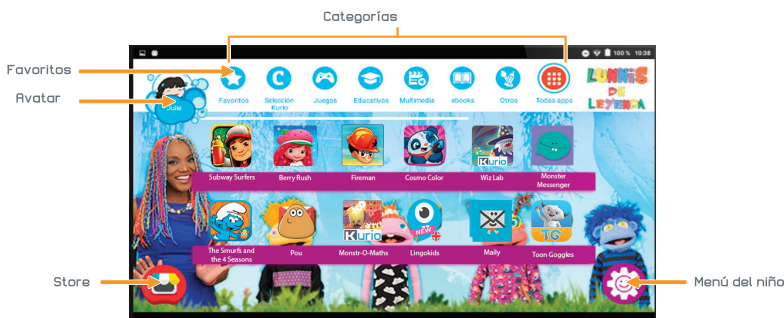 Categorías
Favoritos
Avatar
100% 10:38
Julie
Favoritos
Selección
Kurio
Juegos
Educativos
Multimedia
ebooks
Otros
Todas apps
LUNNIS
DE
LEYENDA
Subway Surfers
Berry Rush
Fireman
Cosmo Color
Kurio
Wiz Lab
Monster
Messenger
The Smurfs and
the 4 Seasons
Pou
Kurio
Monstr-O-Maths
NEW
Lingokids
Maily
TG
Toon Goggles
Store
Menú del niño